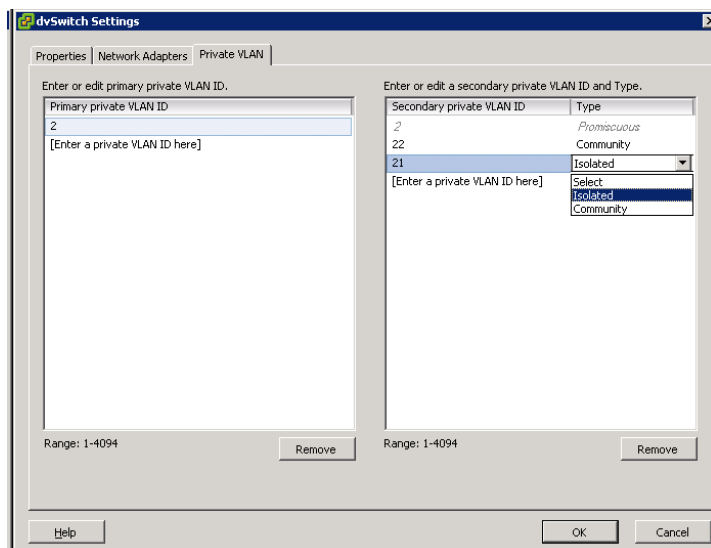 dvSwitch Settings
Properties Network Adapters Private VLAN
Enter or edit primary private VLAN ID.
Primary private VLAN ID
2
[Enter a private VLAN ID here]
Range: 1-4094
Remove
Enter or edit a secondary private VLAN ID and Type.
Secondary private VLAN ID Type
2 Promiscuous
22 Community
21 Isolated
[Enter a private VLAN ID here]
Select
Isolated
Community
Range: 1-4094
Remove
Help OK Cancel